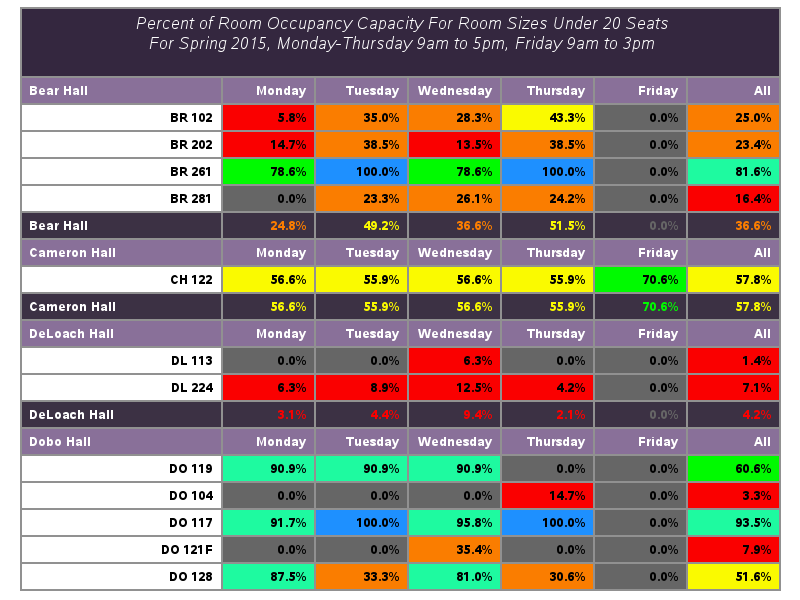 Percent of Room Occupancy Capacity For Room Sizes Under 20 Seats
For Spring 2015, Monday-Thursday 9am to 5pm, Friday 9am to 3pm
Bear Hall Monday Tuesday Wednesday Thursday Friday All
BR 102 5.8% 35.0% 28.3% 43.3% 0.0% 25.0%
BR 202 14.7% 38.5% 13.5% 38.5% 0.0% 23.4%
BR 261 78.6% 100.0% 78.6% 100.0% 0.0% 81.6%
BR 281 0.0% 23.3% 26.1% 24.2% 0.0% 16.4%
Bear Hall 24.8% 49.2% 36.6% 51.5% 0.0% 36.6%
Cameron Hall Monday Tuesday Wednesday Thursday Friday All
CH 122 56.6% 55.9% 56.6% 55.9% 70.6% 57.8%
Cameron Hall 56.6% 55.9% 56.6% 55.9% 70.6% 57.8%
DeLoach Hall Monday Tuesday Wednesday Thursday Friday All
DL 113 0.0% 0.0% 6.3% 0.0% 0.0% 1.4%
DL 224 6.3% 8.9% 12.5% 4.2% 0.0% 7.1%
DeLoach Hall 3.1% 4.4% 9.4% 2.1% 0.0% 4.2%
Dobo Hall Monday Tuesday Wednesday Thursday Friday All
DO 119 90.9% 90.9% 90.9% 0.0% 0.0% 60.6%
DO 104 0.0% 0.0% 0.0% 14.7% 0.0% 3.3%
DO 117 91.7% 100.0% 95.8% 100.0% 0.0% 93.5%
DO 121F 0.0% 0.0% 35.4% 0.0% 0.0% 7.9%
DO 128 87.5% 33.3% 81.0% 30.6% 0.0% 51.6%